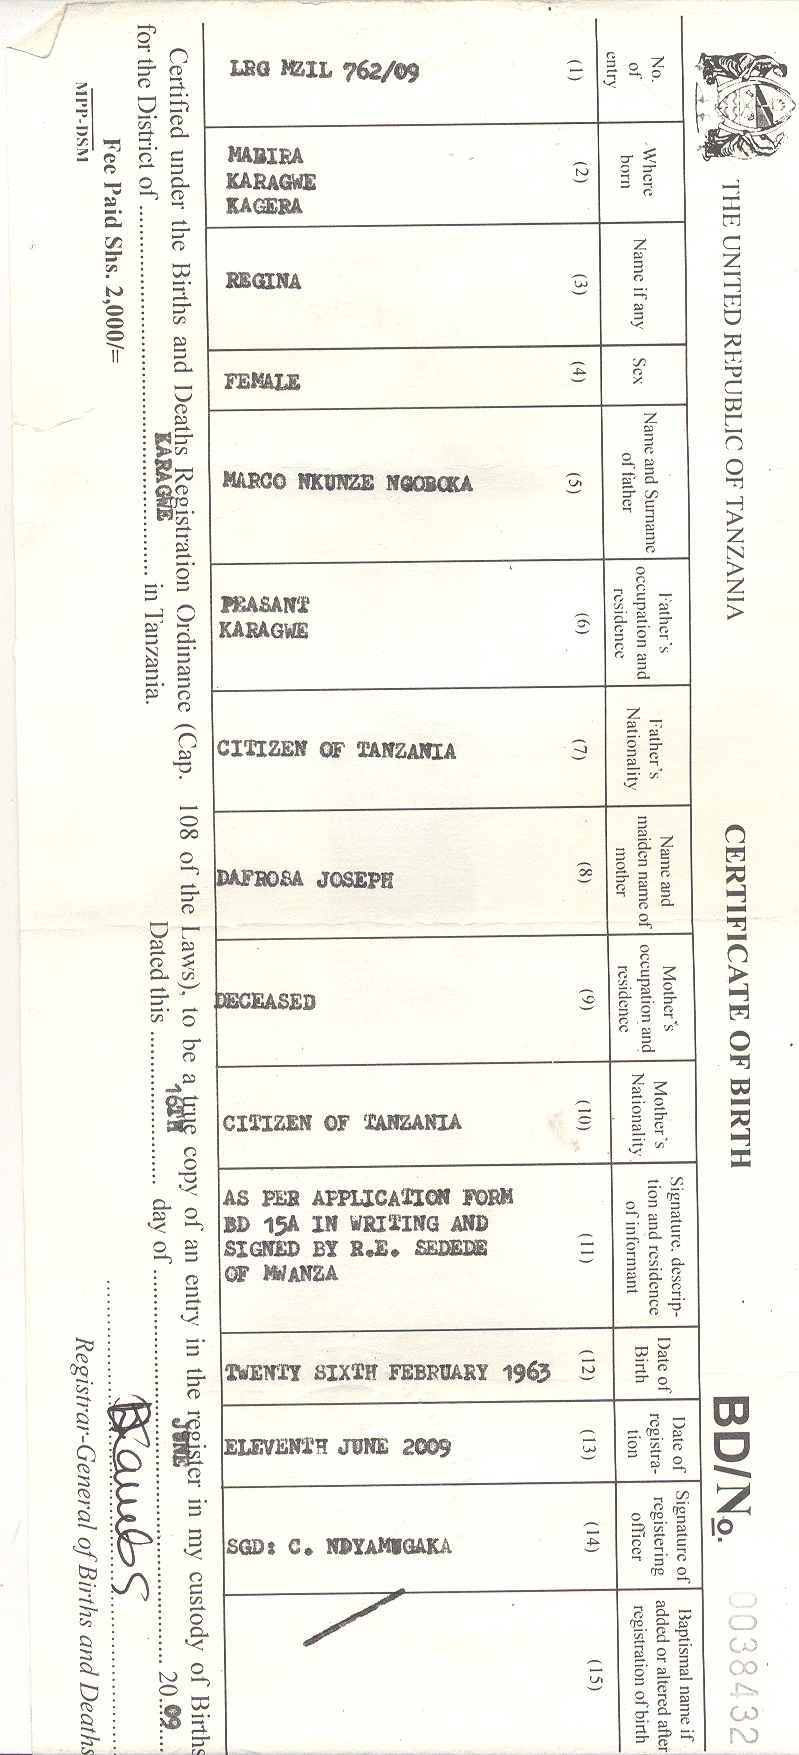 THE UNITED REPUBLIC OF TANZANIA
CERTIFICATE OF BIRTH
BD/No. 0038432
No.
of
entry
Where
born
Name if any
Sex
Name and Surname
of father
Father's
occupation and
residence
Father's
Nationality
Name and
maiden name of
mother
Mother's
occupation and
residence
Mother's
Nationality
Signature, descrip-
tion and residence
of informant
Date of
Birth
Date of
registra-
tion
Signature of
registering
officer
Baptismal name if
added or altered after
registration of birth
(1)
(2)
(3)
(4)
(5)
(6)
(7)
(8)
(9)
(10)
(11)
(12)
(13)
(14)
(15)
LRG MZIL 762/09
MABIRA
KARAGWE
KAGERA
REGINA
FEMALE
MARCO NKUNZE NGOBOKA
PEASANT
KARAGWE
CITIZEN OF TANZANIA
DAFROSA JOSEPH
DECEASED
CITIZEN OF TANZANIA
AS PER APPLICATION FORM
BD 15A IN WRITING AND
SIGNED BY R.E. SEDEDE
OF MWANZA
TWENTY SIXTH FEBRUARY 1963
ELEVENTH JUNE 2009
SGD: C. NDYAMUGAKA
Certified under the Births and Deaths Registration Ordinance (Cap. 108 of the Laws), to be a true copy of an entry in the register in my custody of Births
for the District of KARAGWE in Tanzania. Dated this 16TH day of JUNE 2009
Fee Paid Shs. 2,000/=
Registrar-General of Births and Deaths
MPP-DSM